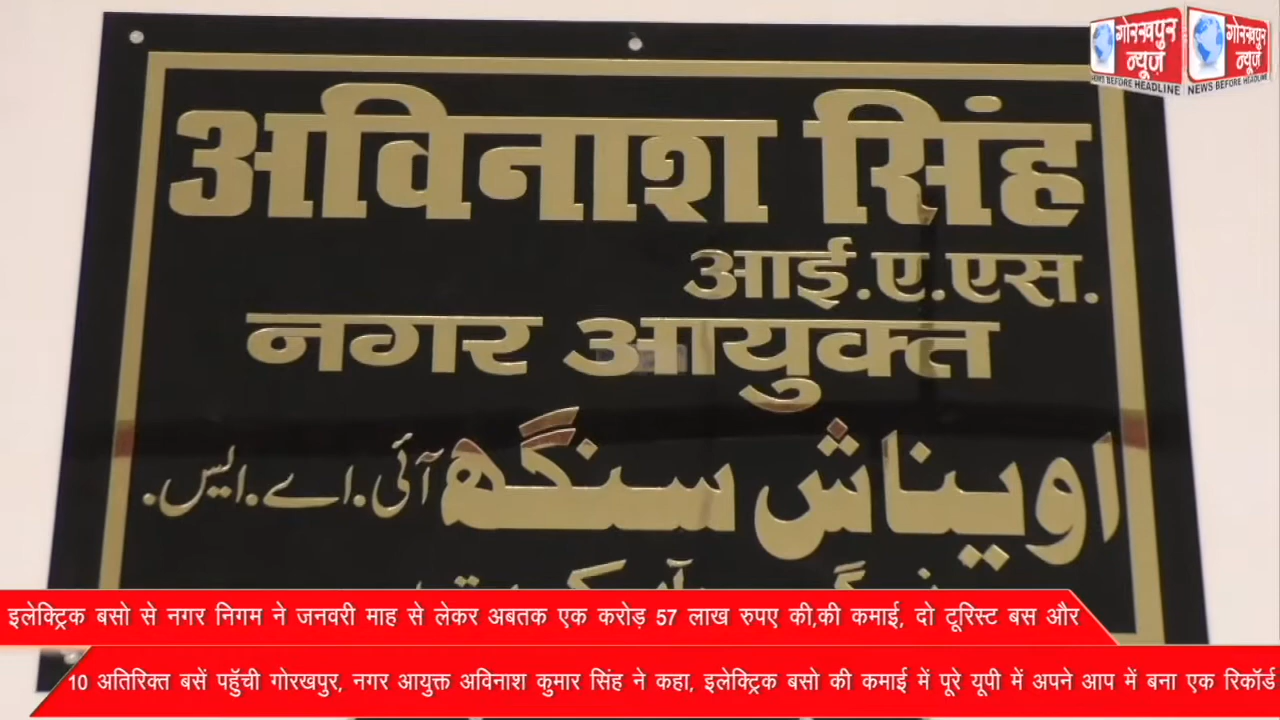 गोरखपुर गोरखपुर
न्यूज़ न्यूज़
NEWS BEFORE HEADLINE NEWS BEFORE HEADLINE
अविनाश सिंह
आई.ए.एस.
नगर आयुक्त
اویناش سنگھ آئی.اے.ایس.
इलेक्ट्रिक बसो से नगर निगम ने जनवरी माह से लेकर अबतक एक करोड़ 57 लाख रुपए की,की कमाई, दो टूरिस्ट बस और
10 अतिरिक्त बसें पहुँची गोरखपुर, नगर आयुक्त अविनाश कुमार सिंह ने कहा, इलेक्ट्रिक बसो की कमाई में पूरे यूपी में अपने आप में बना एक रिकॉर्ड